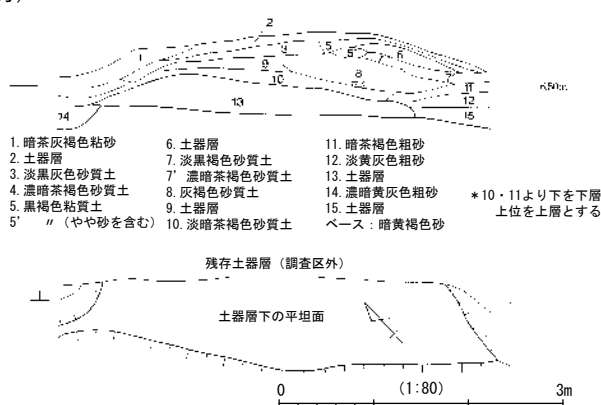 2
1
3
5
5'
7
6
9
8
10
11
12
13
14
15
6.50m
1. 暗茶灰褐色粘砂
2. 土器層
3. 淡黒灰色砂質土
4. 濃暗茶褐色砂質土
5. 黒褐色粘質土
5' 〃 (やや砂を含む)
6. 土器層
7. 淡黒褐色砂質土
7' 濃暗茶褐色砂質土
8. 灰褐色砂質土
9. 土器層
10. 淡暗茶褐色砂質土
11. 暗茶褐色粗砂
12. 淡黄灰色粗砂
13. 土器層
14. 濃暗黄灰色粗砂
15. 土器層
ベース：暗黄褐色砂
*10・11より下を下層
上位を上層とする
残存土器層（調査区外）
土器層下の平坦面
0 (1:80) 3m